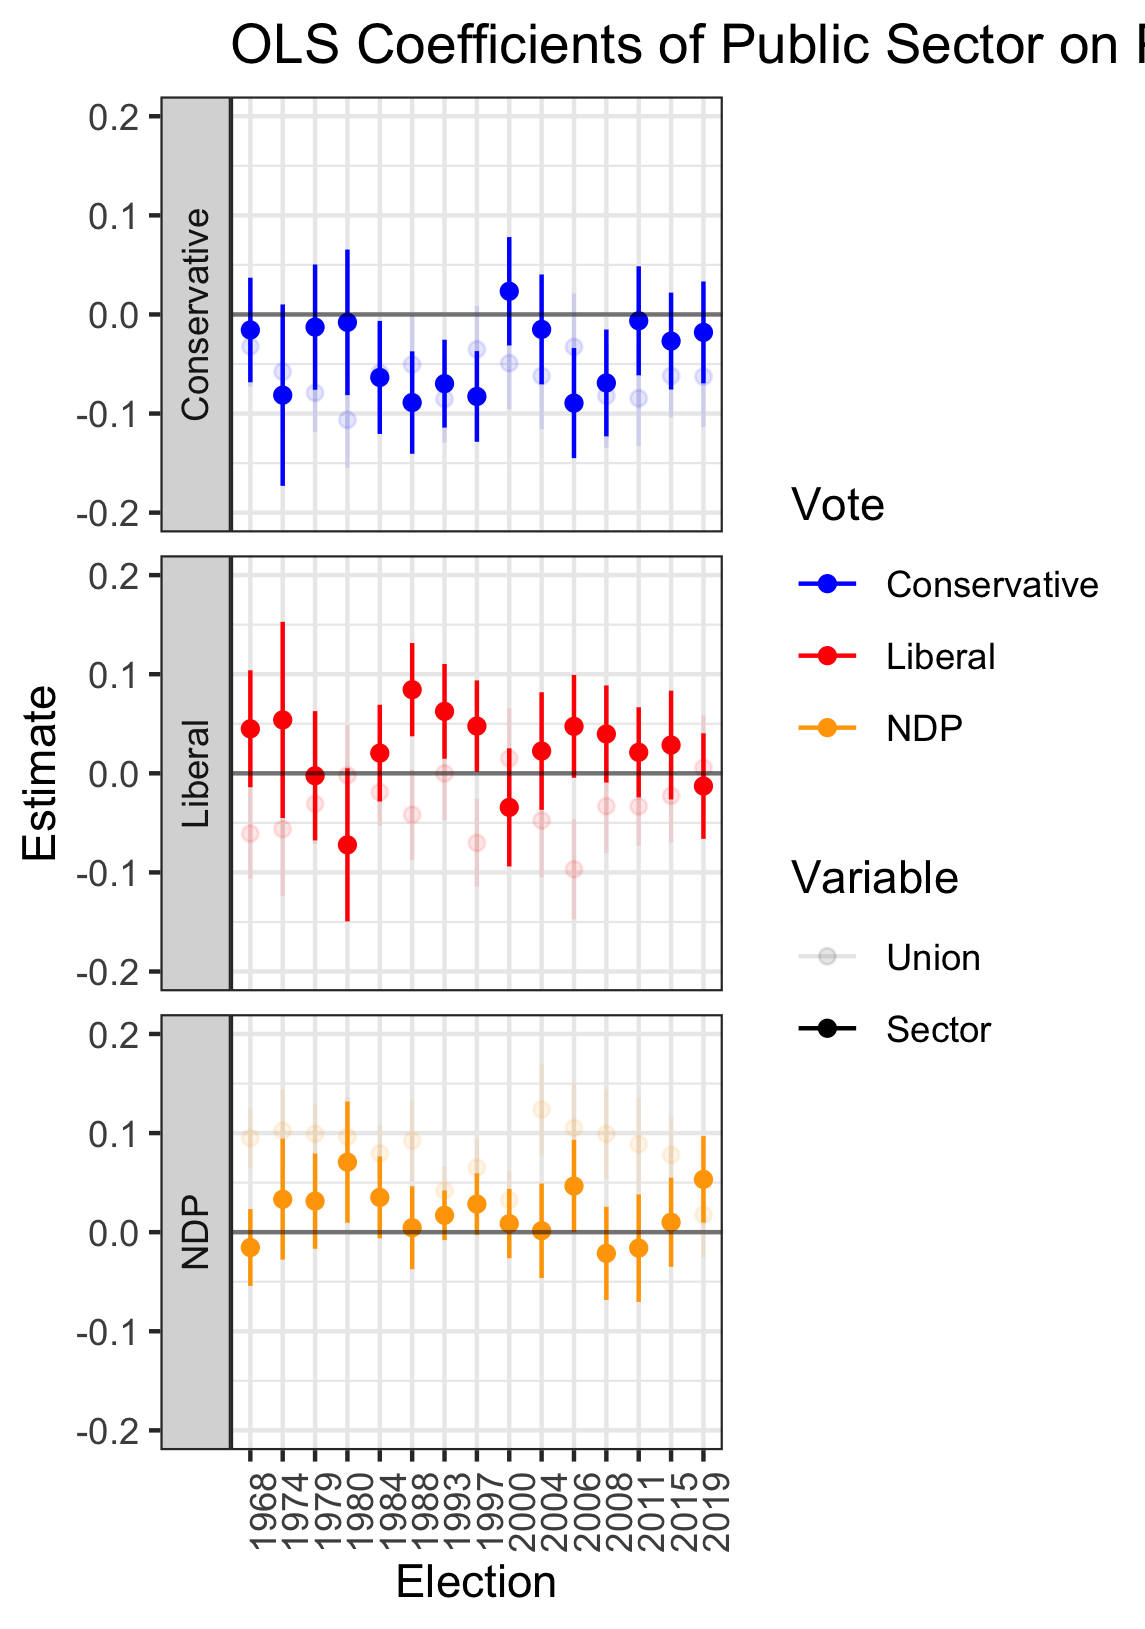 OLS Coefficients of Public Sector on
0.2
0.1
0.0
-0.1
-0.2
Conservative
0.2
0.1
0.0
-0.1
-0.2
Liberal
0.2
0.1
0.0
-0.1
-0.2
NDP
Estimate
1968
1974
1979
1980
1984
1988
1993
1997
2000
2004
2006
2008
2011
2015
2019
Election
Vote
Conservative
Liberal
NDP
Variable
Union
Sector